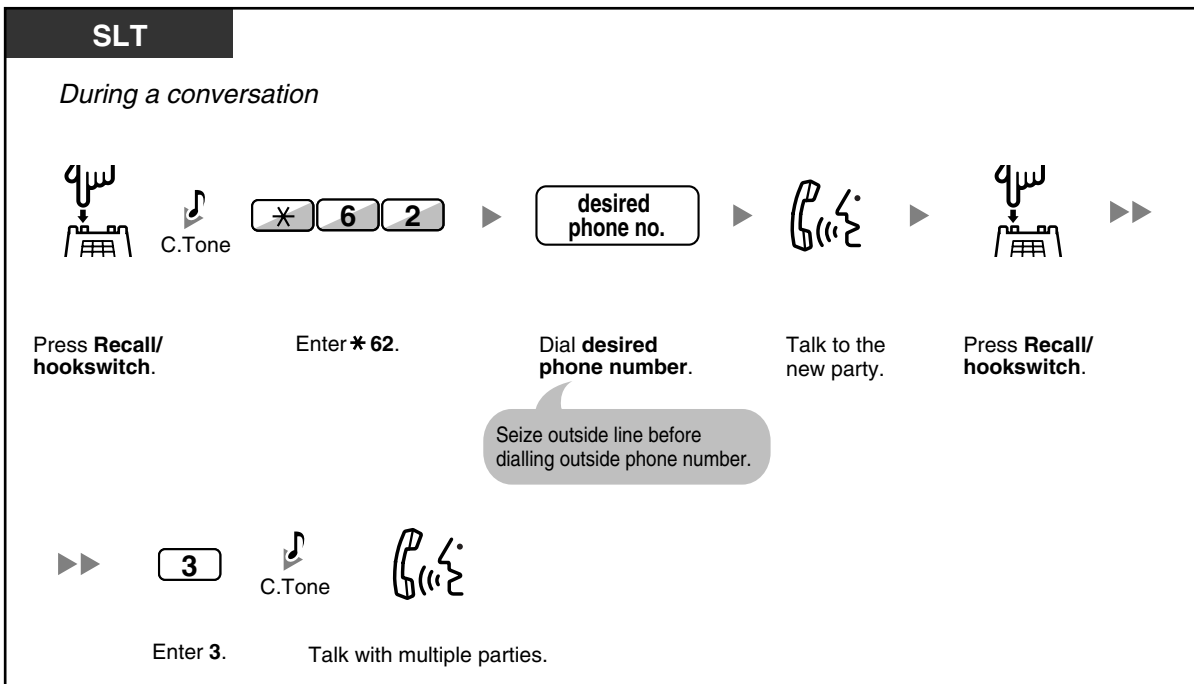 SLT
During a conversation
C.Tone
* 6 2
desired
phone no.
Press Recall/
hookswitch.
Enter * 62.
Dial desired
phone number.
Talk to the
new party.
Press Recall/
hookswitch.
Seize outside line before
dialling outside phone number.
3
C.Tone
Enter 3.
Talk with multiple parties.